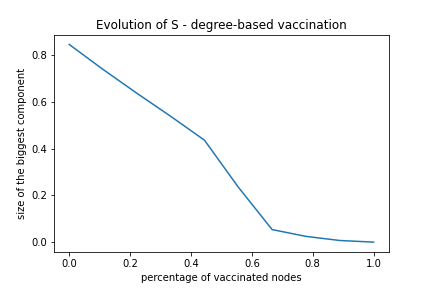 Evolution of S - degree-based vaccination
size of the biggest component
0.8
0.6
0.4
0.2
0.0
0.0 0.2 0.4 0.6 0.8 1.0
percentage of vaccinated nodes